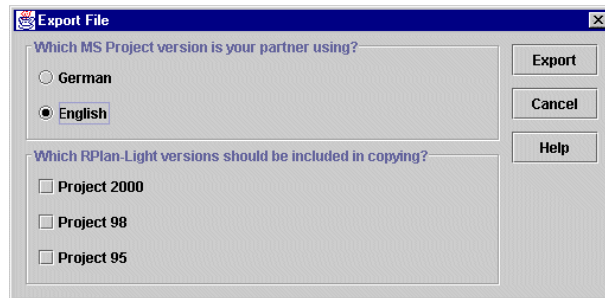 Export File
Which MS Project version is your partner using?
German
English
Export
Cancel
Help
Which RPlan-Light versions should be included in copying?
Project 2000
Project 98
Project 95